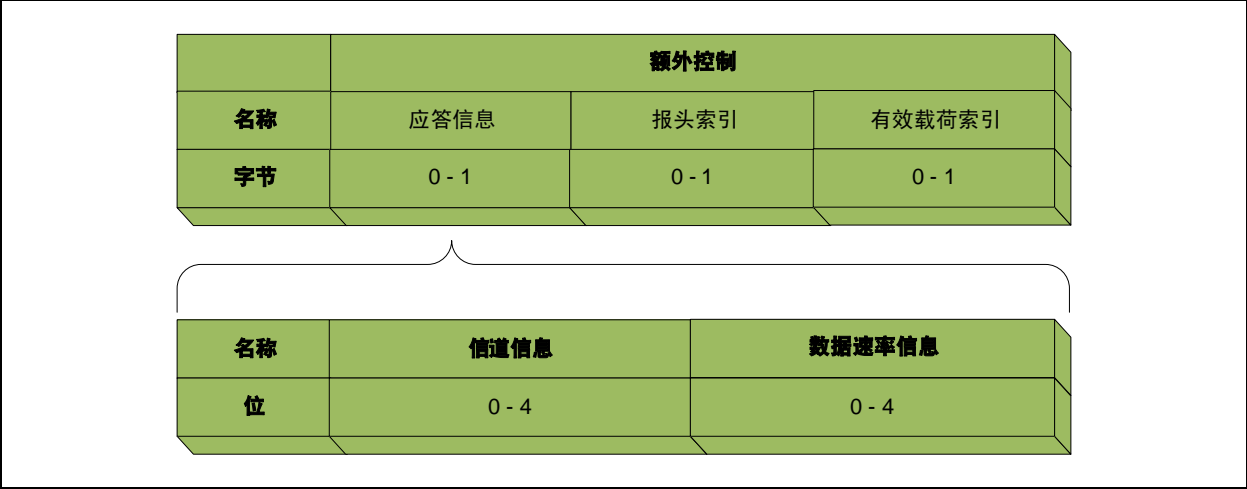 额外控制
名称 应答信息 报头索引 有效载荷索引
字节 0 - 1 0 - 1 0 - 1
名称 信道信息 数据速率信息
位 0 - 4 0 - 4